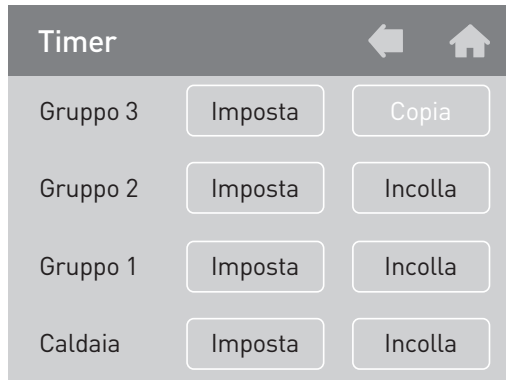 Timer
Gruppo 3 Imposta Copia
Gruppo 2 Imposta Incolla
Gruppo 1 Imposta Incolla
Caldaia Imposta Incolla